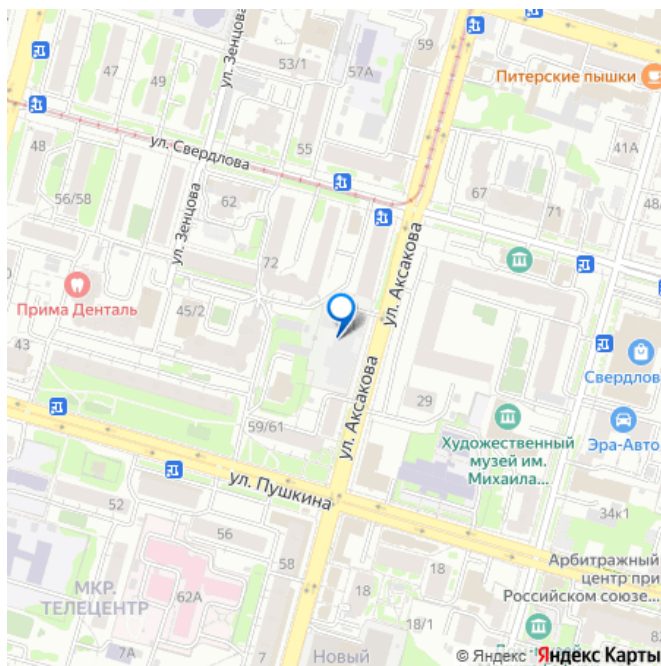 59
ул. Зенцова
53/1
57А
Питерские пышки
47
49
41А
ул. Свердлова
55
48
67
56/58
62
71
48/
ул. Зенцова
ул. Аксакова
72
Прима Денталь
45/2
43
Свердлов
ул. Аксакова
29
59/61
Художественный
музей им.
Михаила...
Эра-Авто
ул. Пушкина
52
56
34к1
58
Арбитражный
центр при
Российском союзе...
МКР.
ТЕЛЕЦЕНТР
62А
18
18
18/1
7А
7
Новый
© Яндекс Яндекс Карты